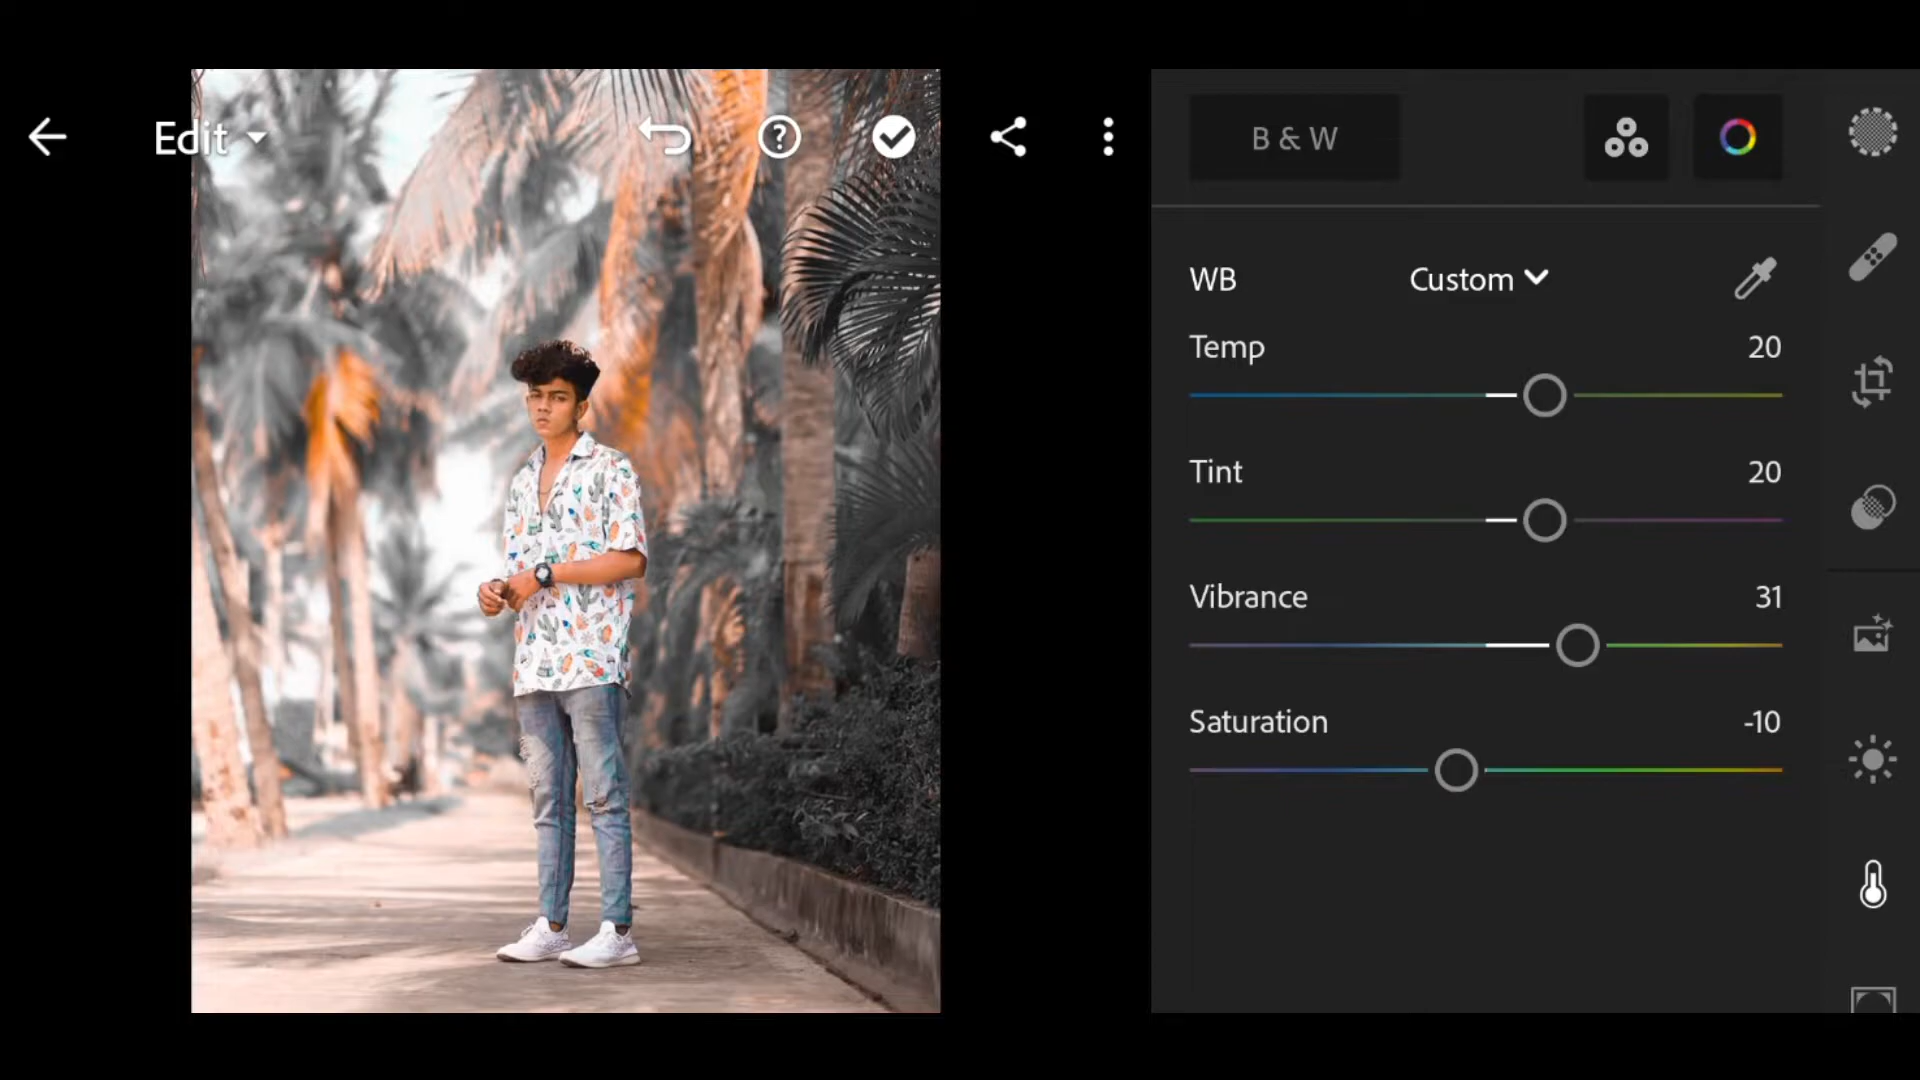 Edit
B & W
WB Custom
Temp 20
Tint 20
Vibrance 31
Saturation -10